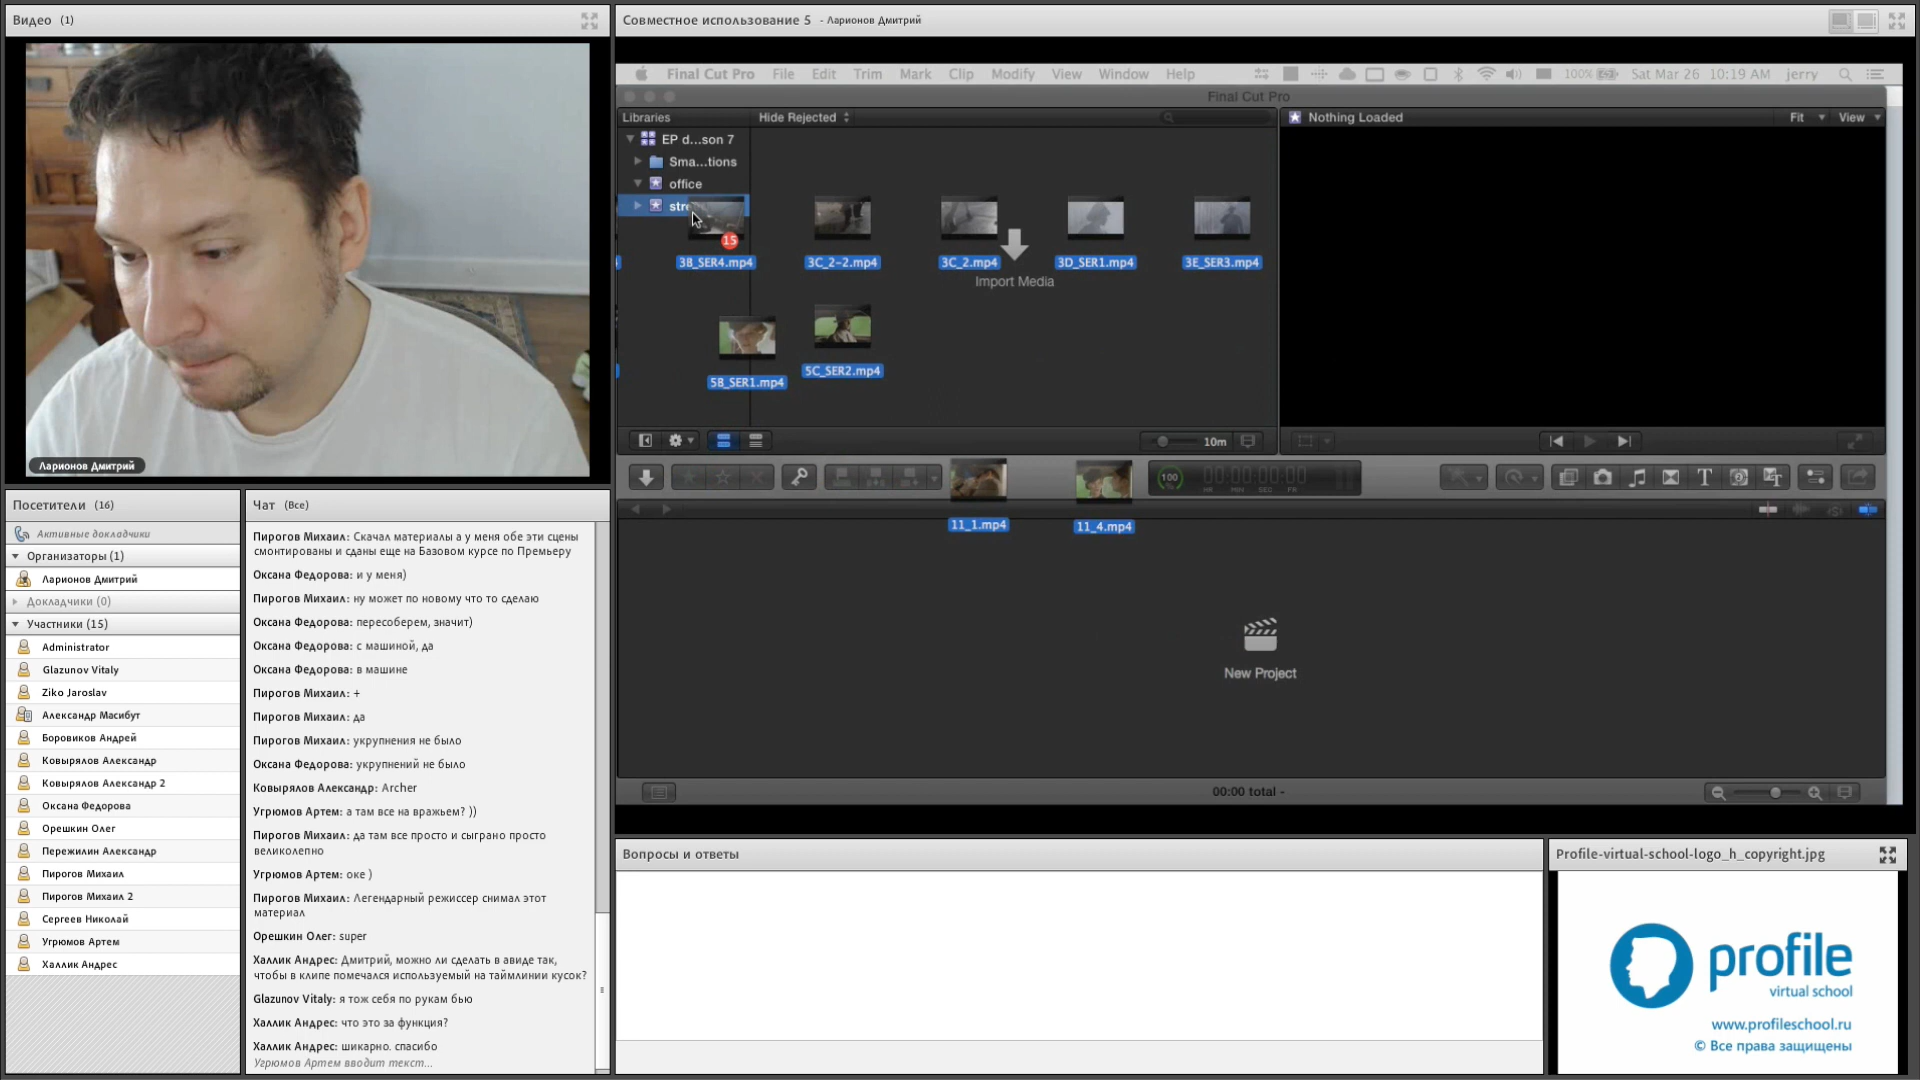 Видео (1)
Ларионов Дмитрий
Посетители (16)
Активные докладчики
Организаторы (1)
Ларионов Дмитрий
Докладчики (0)
Участники (15)
Administrator
Glazunov Vitaly
Ziko Jaroslav
Александр Масибут
Боровиков Андрей
Ковырялов Александр
Ковырялов Александр 2
Оксана Федорова
Орешкин Олег
Пережилин Александр
Пирогов Михаил
Пирогов Михаил 2
Сергеев Николай
Угрюмов Артем
Халлик Андрес
Чат (Все)
Пирогов Михаил: Скачал материалы а у меня обе эти сцены
смонтированы и сданы еще на Базовом курсе по Премьеру
Оксана Федорова: и у меня)
Пирогов Михаил: ну может по новому что то сделаю
Оксана Федорова: пересоберем, значит)
Оксана Федорова: с машиной, да
Оксана Федорова: в машине
Пирогов Михаил: +
Пирогов Михаил: да
Пирогов Михаил: укрупнения не было
Оксана Федорова: укрупнений не было
Ковырялов Александр: Archer
Угрюмов Артем: а там все на вражьем? ))
Пирогов Михаил: да там все просто и сыграно просто
великолепно
Угрюмов Артем: оке )
Пирогов Михаил: Легендарный режиссер снимал этот
материал
Орешкин Олег: super
Халлик Андрес: Дмитрий, можно ли сделать в авиде так,
чтобы в клипе помечался используемый на таймлинии кусок?
Glazunov Vitaly: я тож себя по рукам бью
Халлик Андрес: что это за функция?
Халлик Андрес: шикарно. спасибо
Угрюмов Артем вводит текст...
Совместное использование 5 - Ларионов Дмитрий
Final Cut Pro File Edit Trim Mark Clip Modify View Window Help 100% Sat Mar 26 10:19 AM jerry
Final Cut Pro
Libraries Hide Rejected
Nothing Loaded Fit View
EP d...son 7
Sma...tions
office
stre
15
3B_SER4.mp4 3C_2~2.mp4 3C_2.mp4 3D_SER1.mp4 3E_SER3.mp4
Import Media
5B_SER1.mp4 5C_SER2.mp4
10m
100 00:00:00:00
HR MIN SEC FR
11_1.mp4 11_4.mp4
New Project
00:00 total -
Вопросы и ответы
Profile-virtual-school-logo_h_copyright.jpg
profile
virtual school
www.profileschool.ru
© Все права защищены